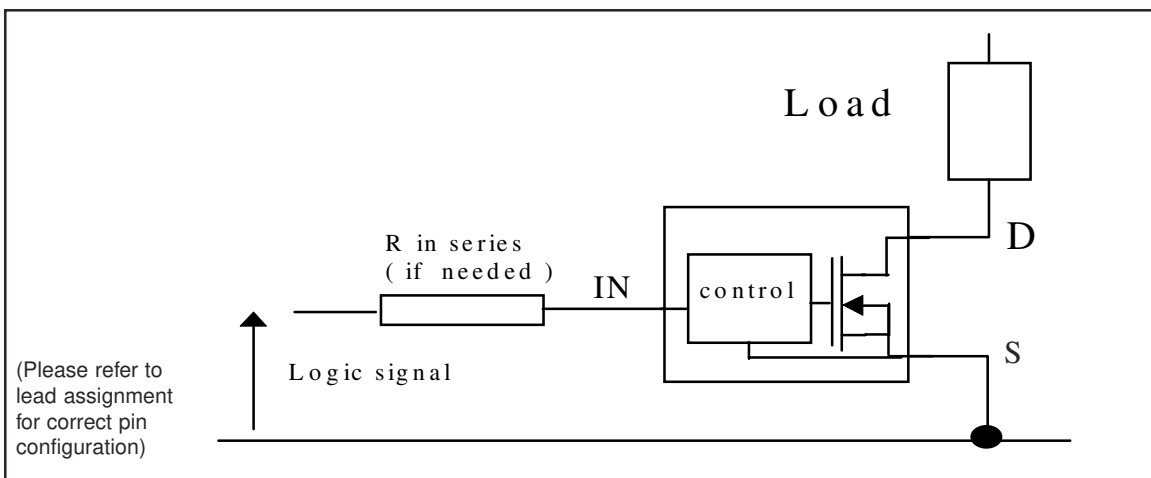 Load
D
R in series
( if needed )
IN
control
S
Logic signal
(Please refer to
lead assignment
for correct pin
configuration)